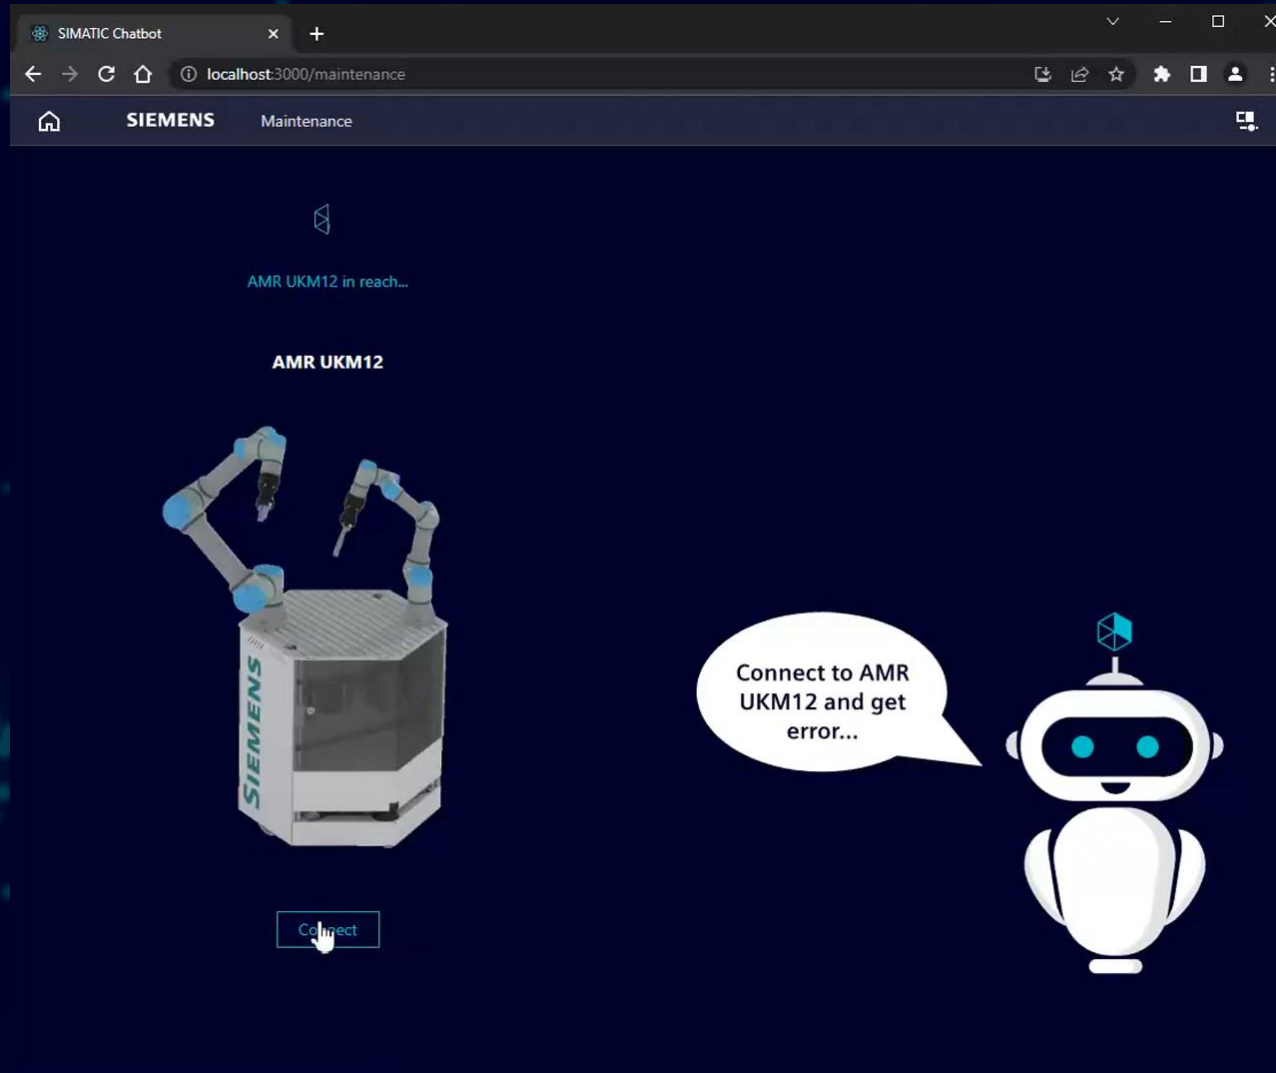 SIMATIC Chatbot
localhost:3000/maintenance
SIEMENS Maintenance
AMR UKM12 in reach...
AMR UKM12
SIEMENS
Connect to AMR
UKM12 and get
error...
Connect